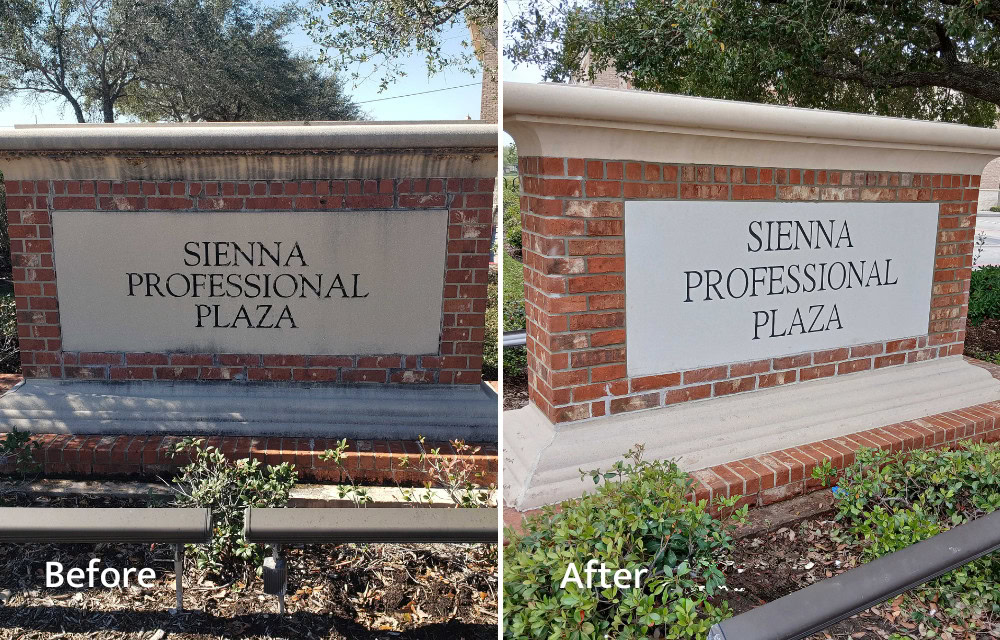 SIENNA
PROFESSIONAL
PLAZA
Before
SIENNA
PROFESSIONAL
PLAZA
After